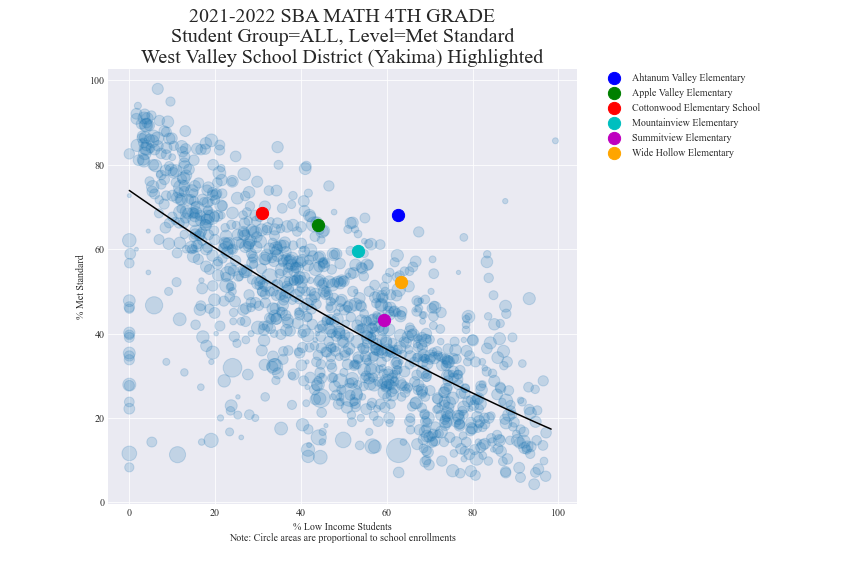 2021-2022 SBA MATH 4TH GRADE
Student Group=ALL, Level=Met Standard
West Valley School District (Yakima) Highlighted
Ahtanum Valley Elementary
Apple Valley Elementary
Cottonwood Elementary School
Mountainview Elementary
Summitview Elementary
Wide Hollow Elementary
% Met Standard
100
80
60
40
20
0
0 20 40 60 80 100
% Low Income Students
Note: Circle areas are proportional to school enrollments